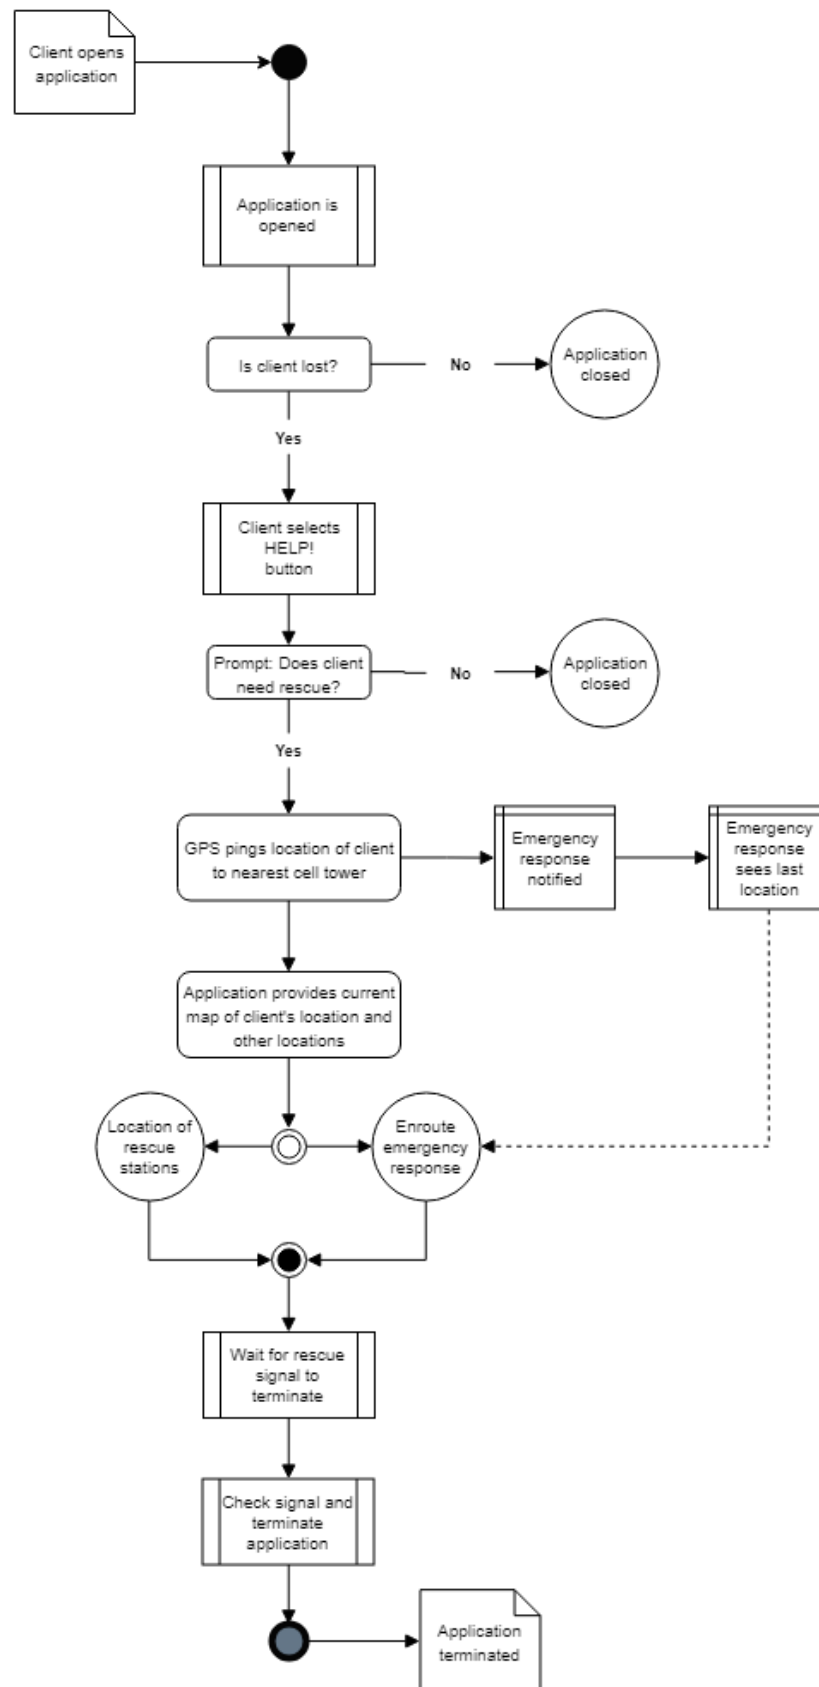 Client opens
application
Application is
opened
Is client lost?
No
Application
closed
Yes
Client selects
HELP!
button
Prompt: Does client
need rescue?
No
Application
closed
Yes
GPS pings location of client
to nearest cell tower
Emergency
response
notified
Emergency
response
sees last
location
Application provides current
map of client's location and
other locations
Location of
rescue
stations
Enroute
emergency
response
Wait for rescue
signal to
terminate
Check signal and
terminate
application
Application
terminated